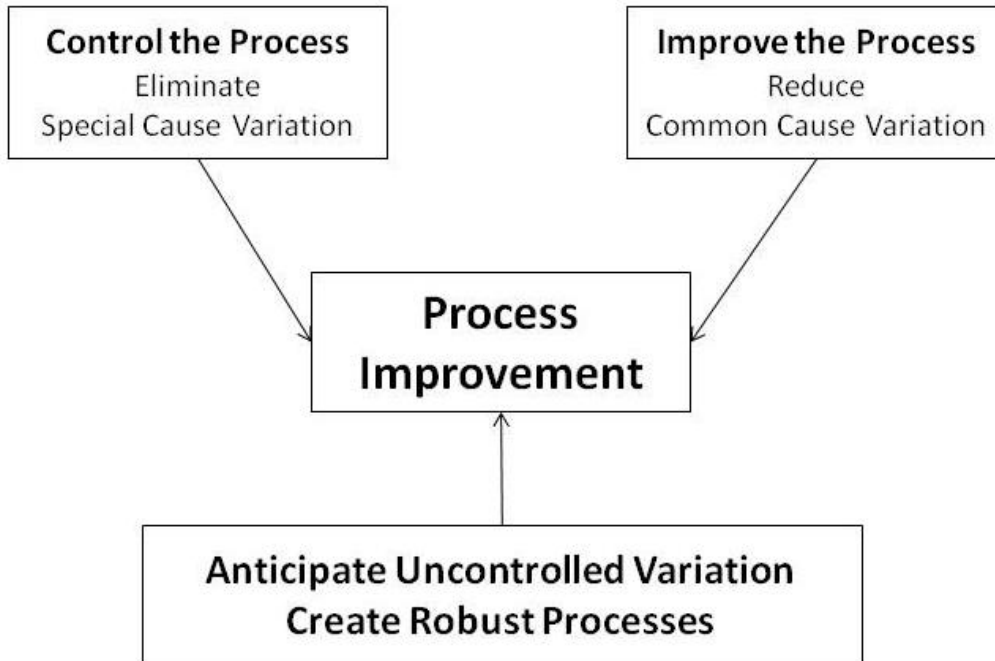 Control the Process
Eliminate
Special Cause Variation
Improve the Process
Reduce
Common Cause Variation
Process
Improvement
Anticipate Uncontrolled Variation
Create Robust Processes